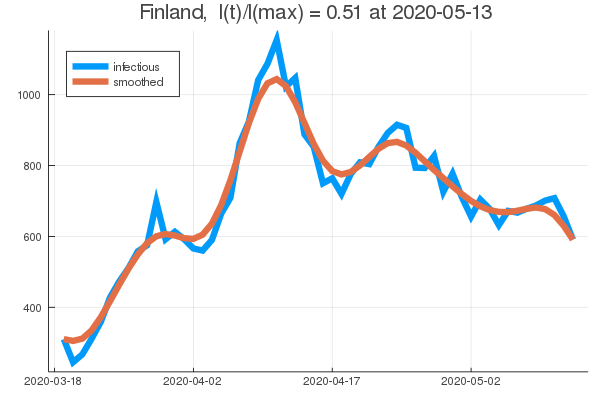 Finland,  I(t)/I(max) = 0.51 at 2020-05-13
infectious
smoothed
1000
800
600
400
2020-03-18
2020-04-02
2020-04-17
2020-05-02